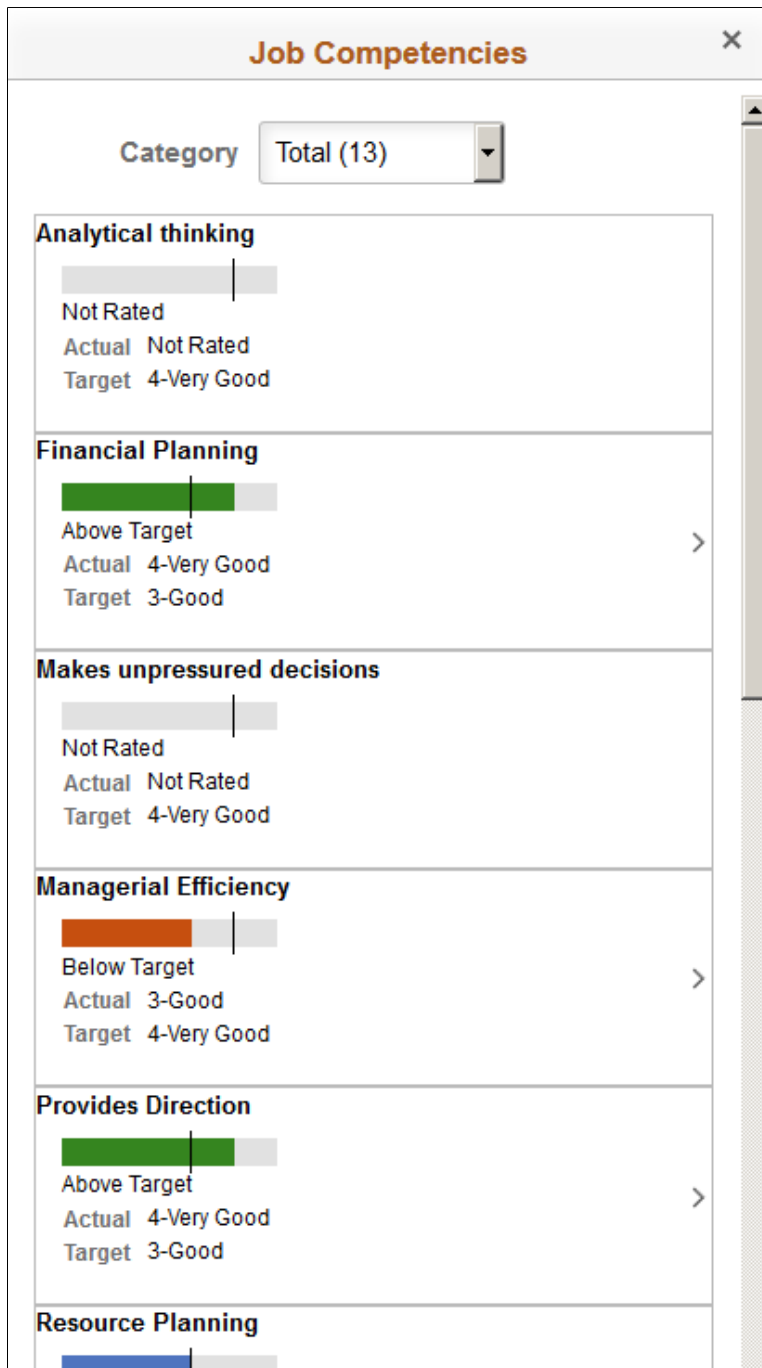 Job Competencies
Category Total (13)
Analytical thinking
Not Rated
Actual Not Rated
Target 4-Very Good
Financial Planning
Above Target
Actual 4-Very Good
Target 3-Good
Makes unpressured decisions
Not Rated
Actual Not Rated
Target 4-Very Good
Managerial Efficiency
Below Target
Actual 3-Good
Target 4-Very Good
Provides Direction
Above Target
Actual 4-Very Good
Target 3-Good
Resource Planning